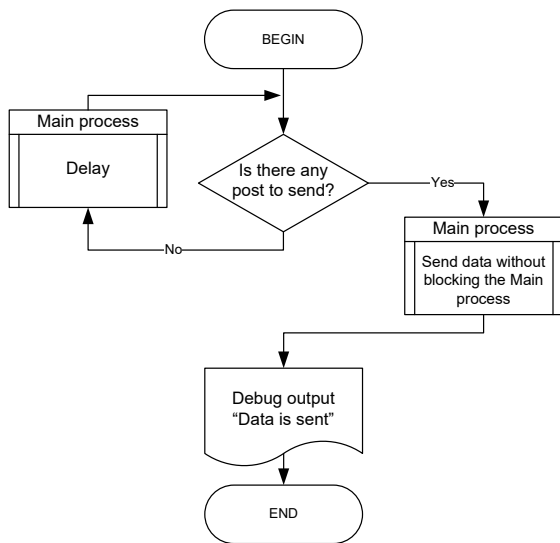 BEGIN
Main process
Delay
Is there any
post to send?
Yes
No
Main process
Send data without
blocking the Main
process
Debug output
“Data is sent”
END